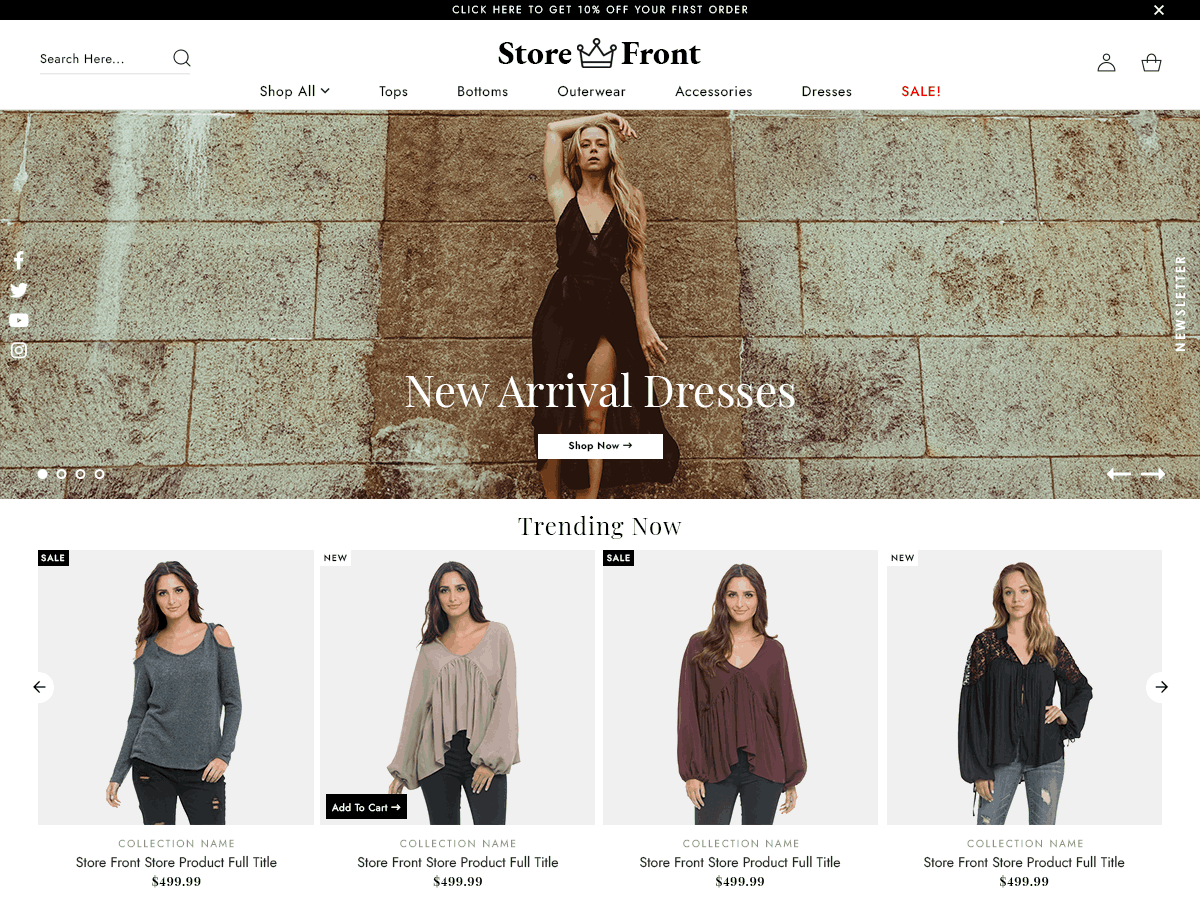 CLICK HERE TO GET 10% OFF YOUR FIRST ORDER
Search Here...
Store Front
Shop All
Tops
Bottoms
Outerwear
Accessories
Dresses
SALE!
NEWSLETTER
New Arrival Dresses
Shop Now →
Trending Now
SALE
NEW
SALE
NEW
Add To Cart →
COLLECTION NAME
Store Front Store Product Full Title
$499.99
COLLECTION NAME
Store Front Store Product Full Title
$499.99
COLLECTION NAME
Store Front Store Product Full Title
$499.99
COLLECTION NAME
Store Front Store Product Full Title
$499.99